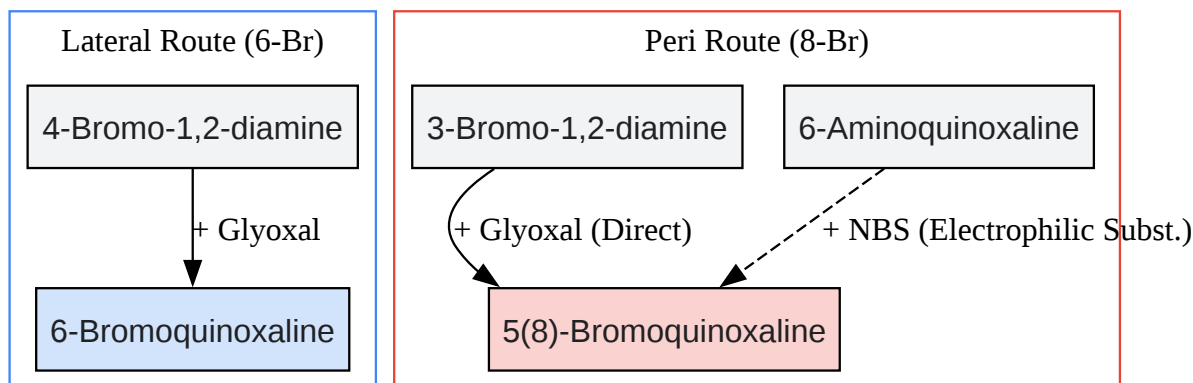 Lateral Route (6-Br)
4-Bromo-1,2-diamine
+ Glyoxal
6-Bromoquinoxaline
Peri Route (8-Br)
3-Bromo-1,2-diamine
6-Aminoquinoxaline
+ Glyoxal (Direct)
+ NBS (Electrophilic Subst.)
5(8)-Bromoquinoxaline